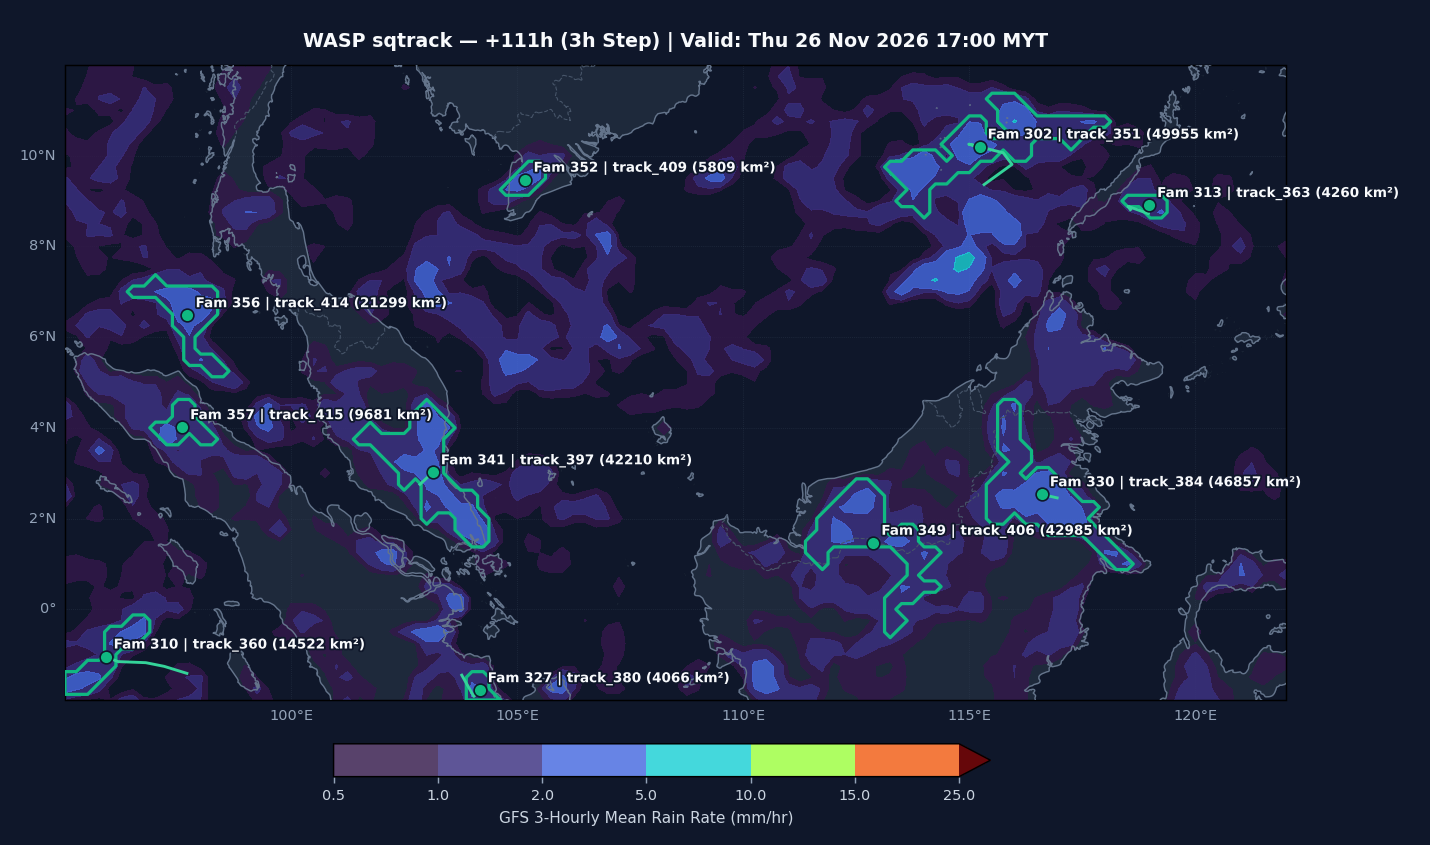 WASP sqtrack — +111h (3h Step) | Valid: Thu 26 Nov 2026 17:00 MYT
10°N
8°N
6°N
4°N
2°N
0°
Fam 302 | track_351 (49955 km²)
Fam 352 | track_409 (5809 km²)
Fam 313 | track_363 (4260 km²)
Fam 356 | track_414 (21299 km²)
Fam 357 | track_415 (9681 km²)
Fam 341 | track_397 (42210 km²)
Fam 330 | track_384 (46857 km²)
Fam 349 | track_406 (42985 km²)
Fam 310 | track_360 (14522 km²)
Fam 327 | track_380 (4066 km²)
100°E 105°E 110°E 115°E 120°E
0.5 1.0 2.0 5.0 10.0 15.0 25.0
GFS 3-Hourly Mean Rain Rate (mm/hr)